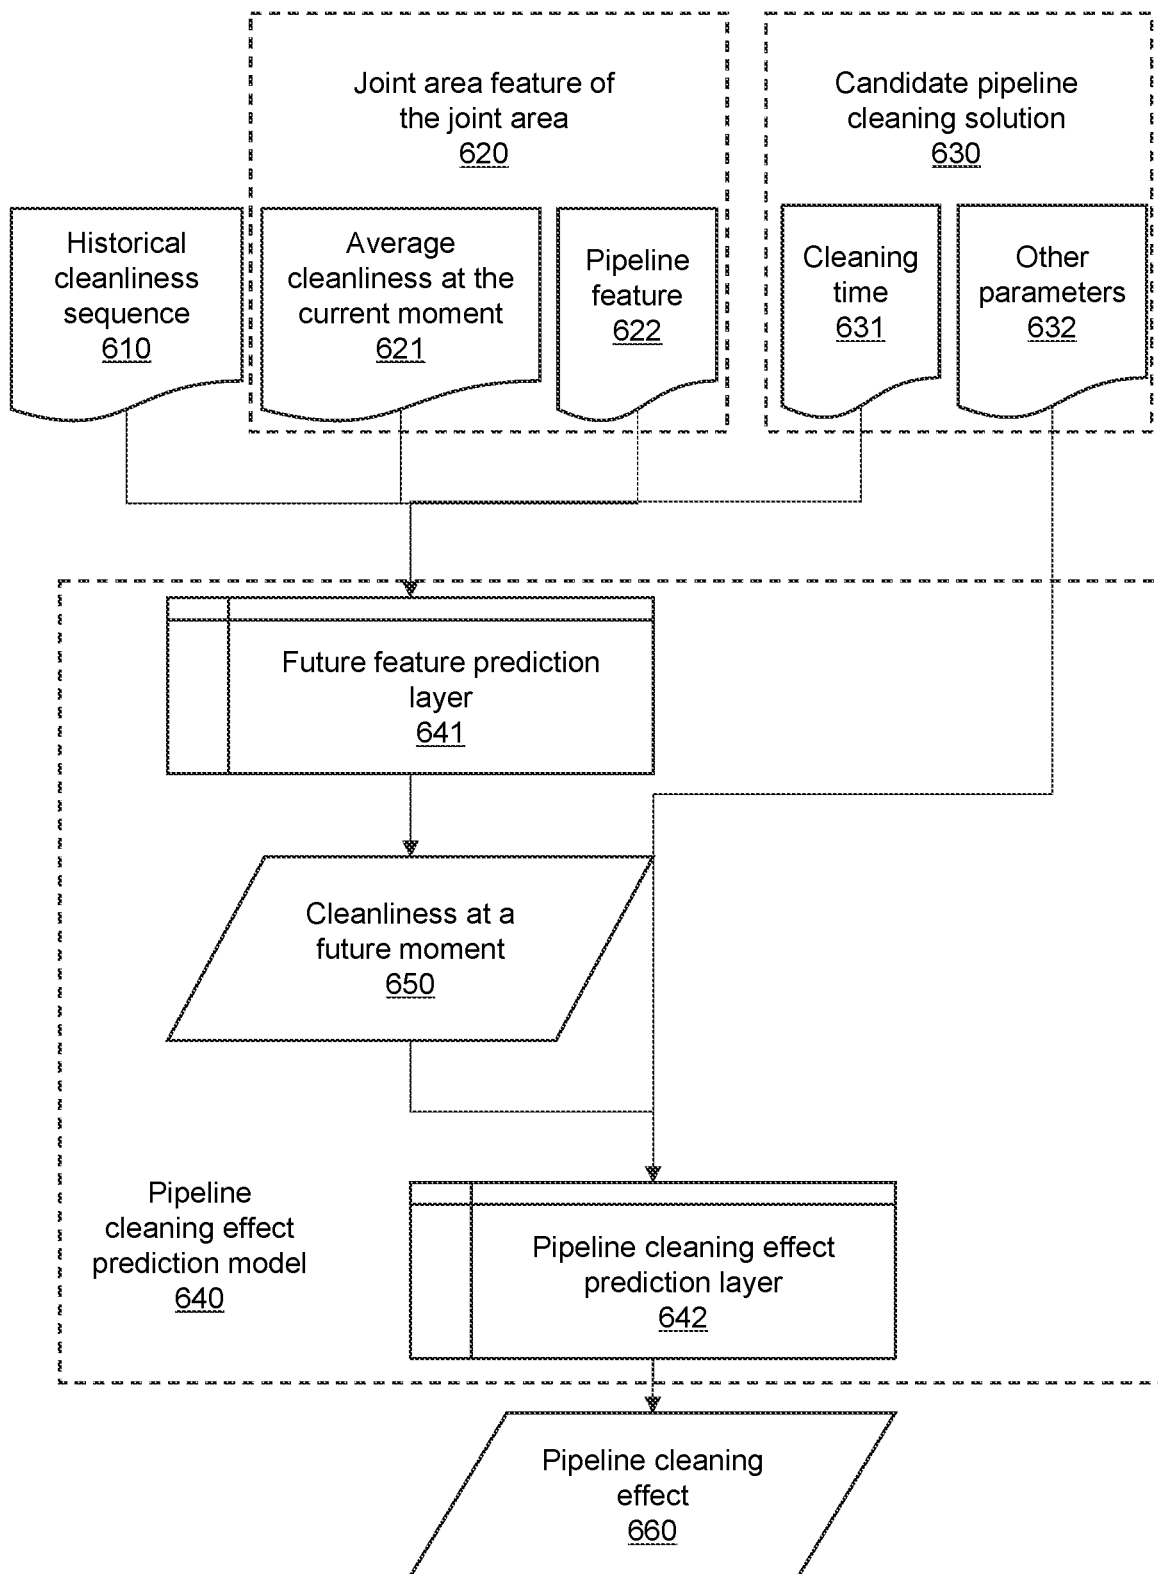 Joint area feature of
the joint area
620
Candidate pipeline
cleaning solution
630
Historical
cleanliness
sequence
610
Average
cleanliness at the
current moment
621
Pipeline
feature
622
Cleaning
time
631
Other
parameters
632
Future feature prediction
layer
641
Cleanliness at a
future moment
650
Pipeline
cleaning effect
prediction model
640
Pipeline cleaning effect
prediction layer
642
Pipeline cleaning
effect
660